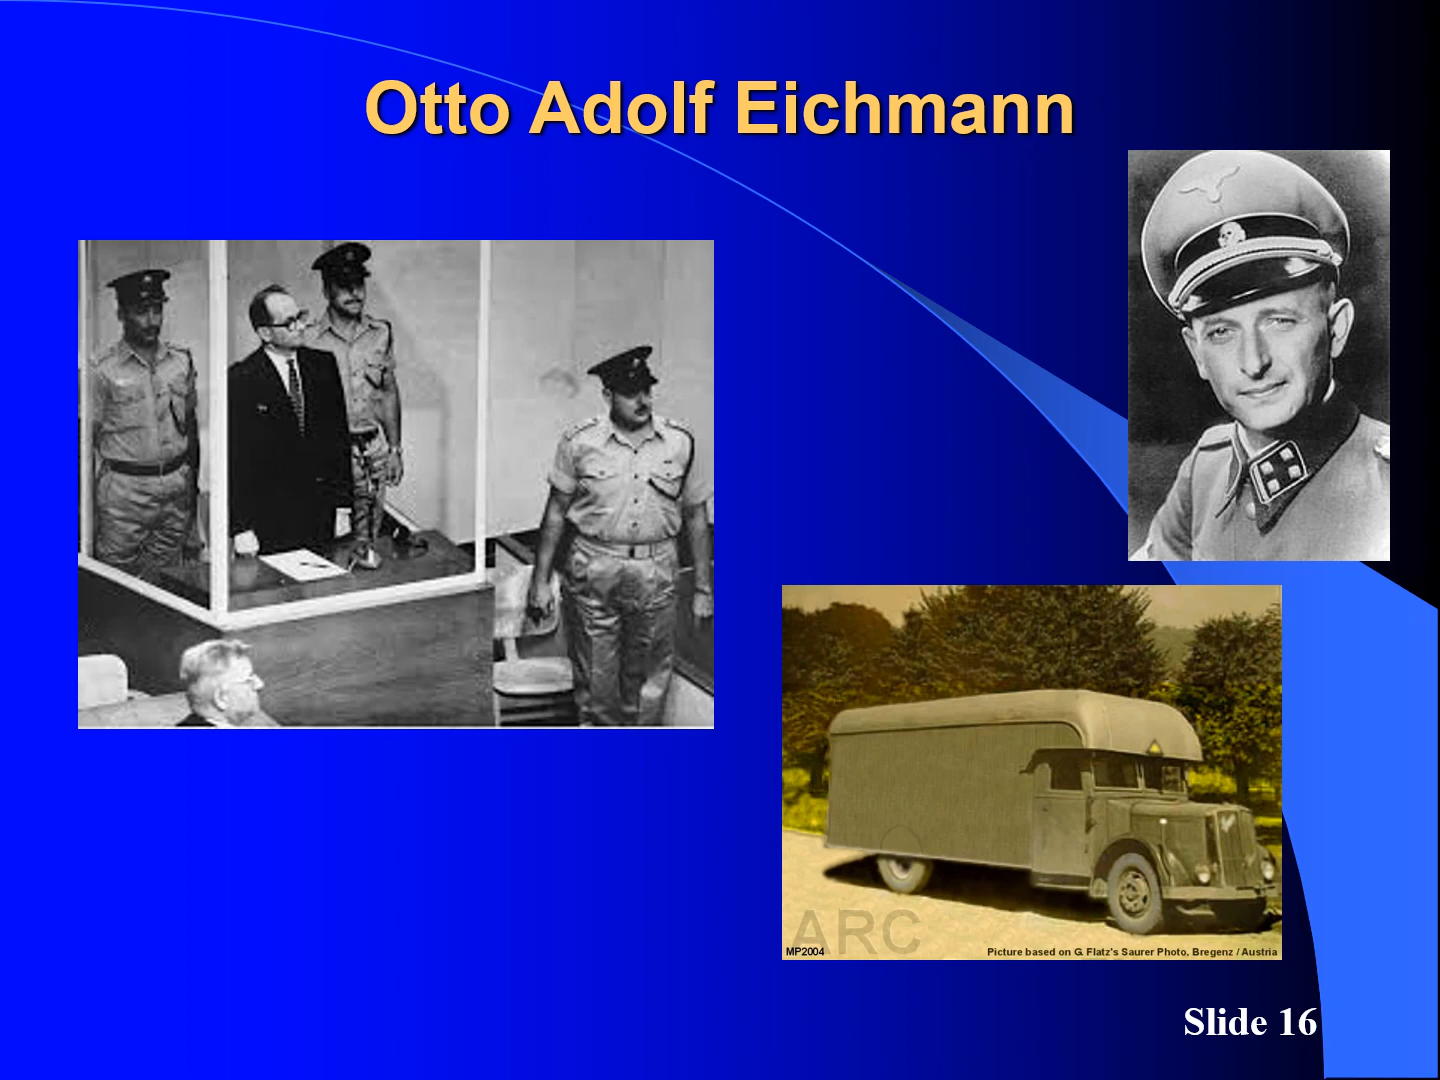 Otto Adolf Eichmann
ARC
MP2004
Picture based on G. Flatz's Saurer Photo, Bregenz / Austria
Slide 16